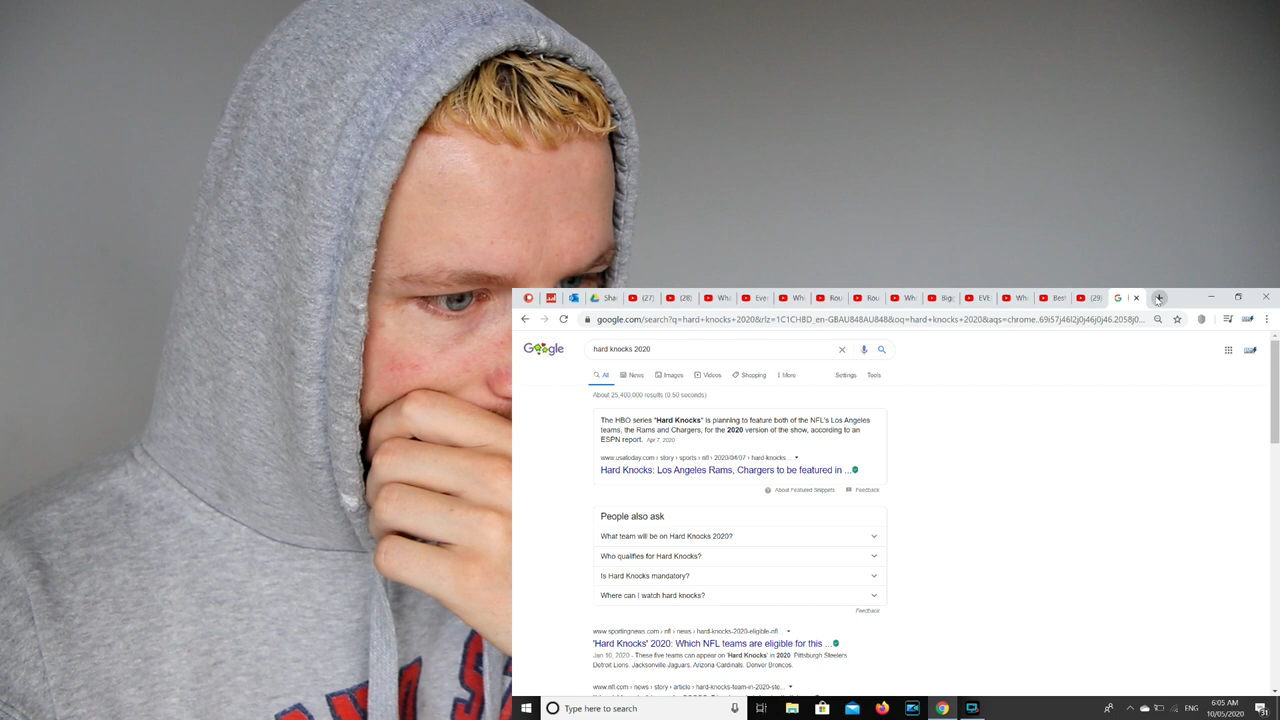 Sha
(27)
(28)
Wha
Eve
Whi
Rou
Rou
Wh
Big
EVE
Whi
Best
(29)
google.com/search?q=hard+knocks+2020&rlz=1C1CHBD_en-GBAU848AU848&oq=hard+knocks+2020&aqs=chrome..69i57j46l2j0j46j0j46.2058j0...
Google
hard knocks 2020
All News Images Videos Shopping More Settings Tools
About 25,400,000 results (0.50 seconds)
The HBO series "Hard Knocks" is planning to feature both of the NFL's Los Angeles
teams, the Rams and Chargers, for the 2020 version of the show, according to an
ESPN report. Apr 7, 2020
www.usatoday.com › story › sports › nfl › 2020/04/07 › hard-knocks...
Hard Knocks: Los Angeles Rams, Chargers to be featured in ...
About Featured Snippets Feedback
People also ask
What team will be on Hard Knocks 2020?
Who qualifies for Hard Knocks?
Is Hard Knocks mandatory?
Where can I watch hard knocks?
Feedback
www.sportingnews.com › nfl › news › hard-knocks-2020-eligible-nfl...
'Hard Knocks' 2020: Which NFL teams are eligible for this ...
Jan 10, 2020 - These five teams can appear on 'Hard Knocks' in 2020. Pittsburgh Steelers.
Detroit Lions. Jacksonville Jaguars. Arizona Cardinals. Denver Broncos.
www.nfl.com › news › story › article › hard-knocks-team-in-2020-ste...
Type here to search
ENG
6:05 AM
10/05/2020
31